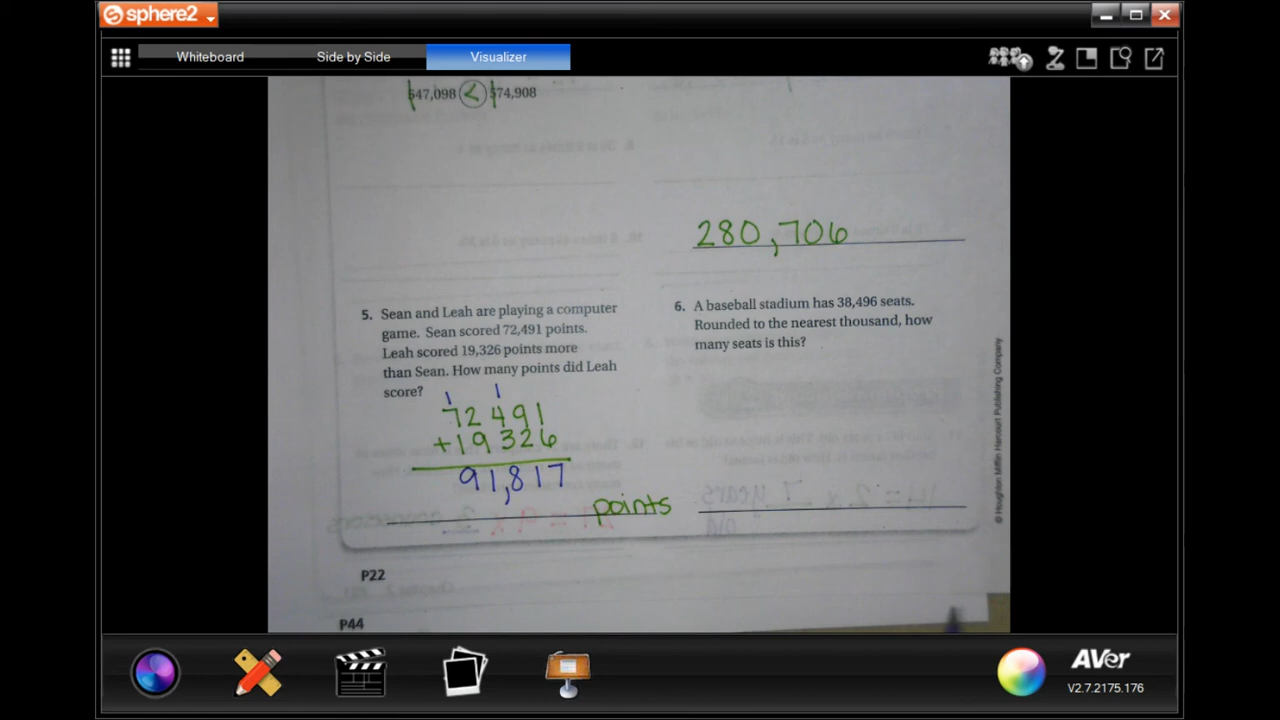 sphere2
Whiteboard
Side by Side
Visualizer
$47,098 < $74,908
280,706
5. Sean and Leah are playing a computer
game. Sean scored 72,491 points.
Leah scored 19,326 points more
than Sean. How many points did Leah
score?
1 1
72491
+19326
91,817
points
6. A baseball stadium has 38,496 seats.
Rounded to the nearest thousand, how
many seats is this?
© Houghton Mifflin Harcourt Publishing Company
P22
P44
AVer
V2.7.2175.176